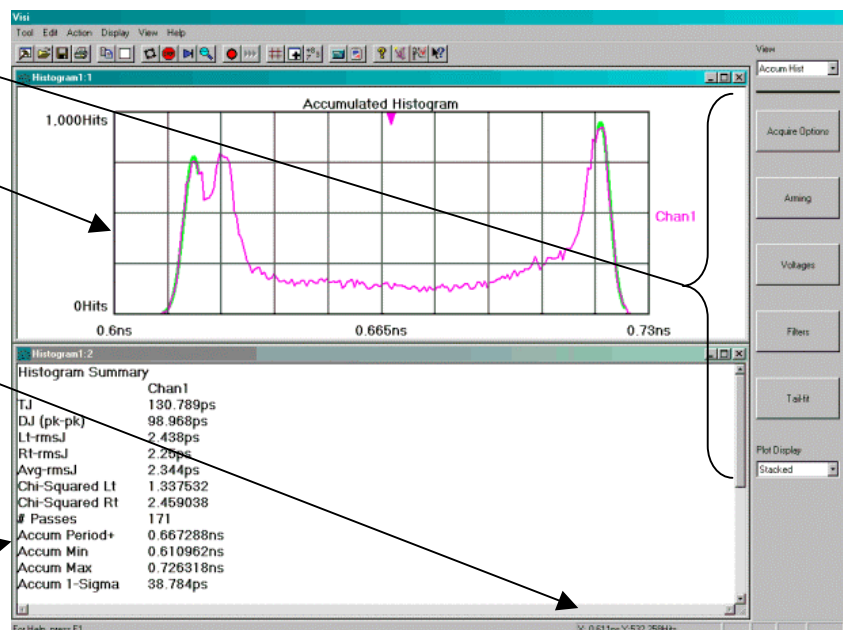 Visi
Tool Edit Action Display View Help
View
Histogram1:1
Accum Hist
Accumulated Histogram
1.000Hits
Acquire Options
Arming
Chan1
Voltages
0Hits
0.6ns 0.665ns 0.73ns
Filters
Histogram1:2
Histogram Summary
Chan1
TJ 130.789ps
DJ (pk-pk) 98.968ps
Lt-rmsJ 2.438ps
Rt-rmsJ 2.25ps
Avg-rmsJ 2.344ps
Chi-Squared Lt 1.337532
Chi-Squared Rt 2.459038
# Passes 171
Accum Period+ 0.667288ns
Accum Min 0.610962ns
Accum Max 0.726318ns
Accum 1-Sigma 38.784ps
TailFit
Plot Display
Stacked
For Help, press F1